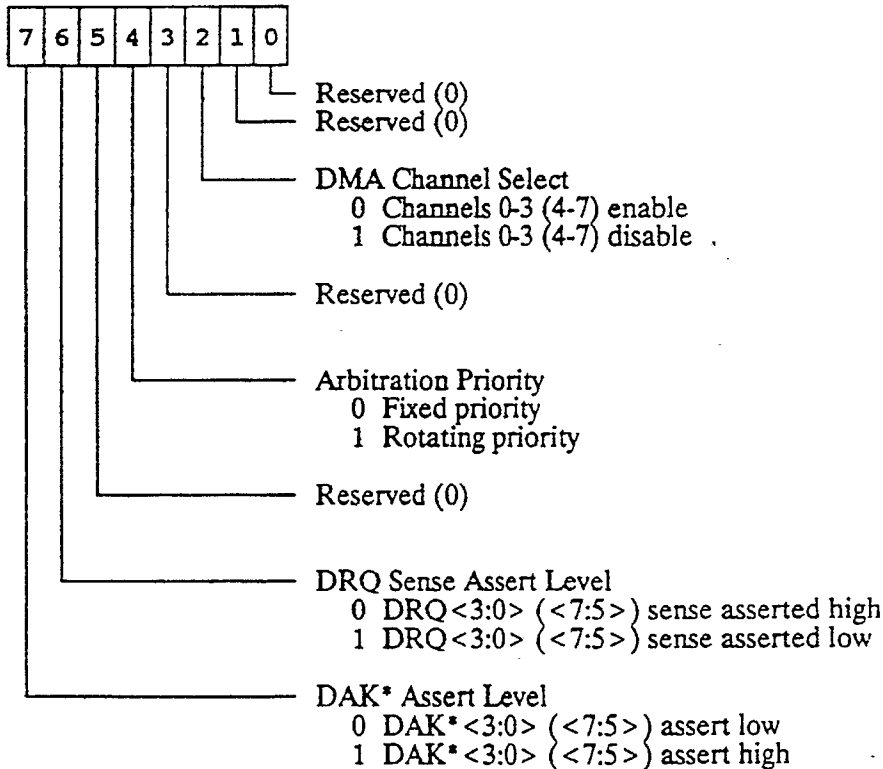 7 6 5 4 3 2 1 0
Reserved (0)
Reserved (0)
DMA Channel Select
0 Channels 0-3 (4-7) enable
1 Channels 0-3 (4-7) disable
Reserved (0)
Arbitration Priority
0 Fixed priority
1 Rotating priority
Reserved (0)
DRQ Sense Assert Level
0 DRQ<3:0> (<7:5>) sense asserted high
1 DRQ<3:0> (<7:5>) sense asserted low
DAK* Assert Level
0 DAK*<3:0> (<7:5>) assert low
1 DAK*<3:0> (<7:5>) assert high